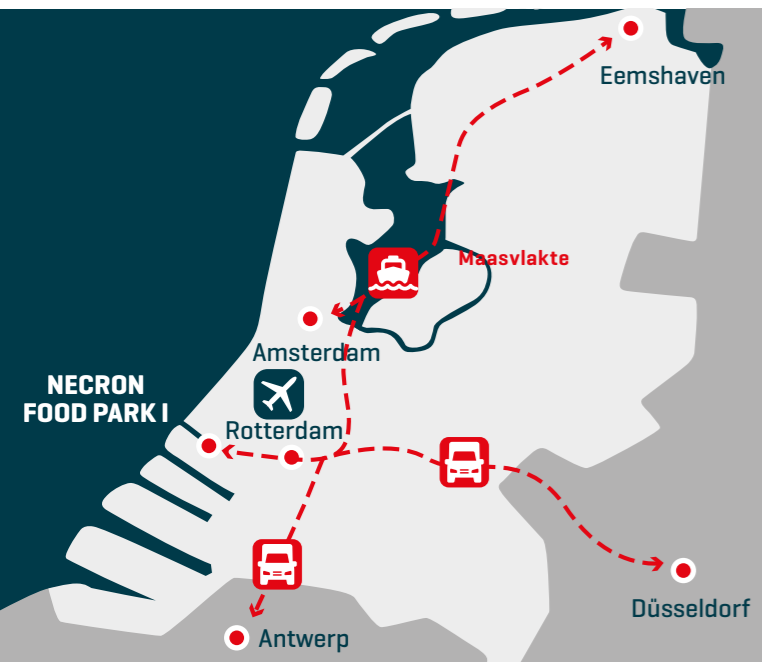 Eemshaven
Maasvlakte
Amsterdam
NECRON
FOOD PARK I
Rotterdam
Düsseldorf
Antwerp